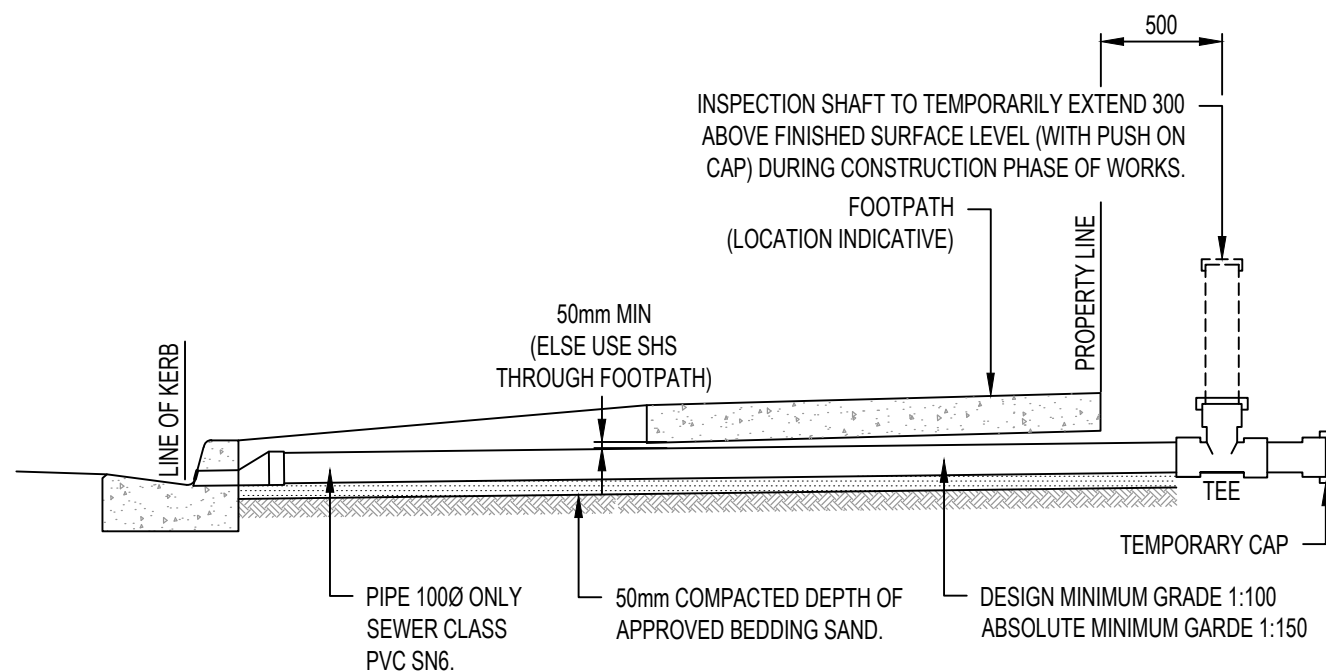 500
INSPECTION SHAFT TO TEMPORARILY EXTEND 300
ABOVE FINISHED SURFACE LEVEL (WITH PUSH ON
CAP) DURING CONSTRUCTION PHASE OF WORKS.
FOOTPATH
(LOCATION INDICATIVE)
PROPERTY LINE
50mm MIN
(ELSE USE SHS
THROUGH FOOTPATH)
LINE OF KERB
TEE
TEMPORARY CAP
PIPE 100Ø ONLY
SEWER CLASS
PVC SN6.
50mm COMPACTED DEPTH OF
APPROVED BEDDING SAND.
DESIGN MINIMUM GRADE 1:100
ABSOLUTE MINIMUM GARDE 1:150